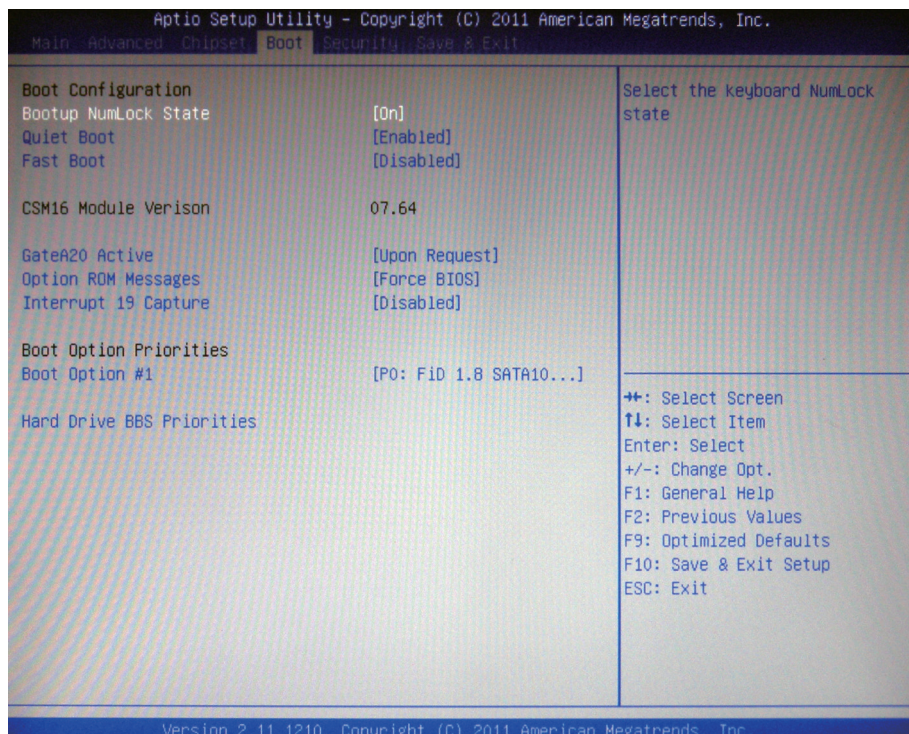 Aptio Setup Utility – Copyright (C) 2011 American Megatrends, Inc.
Main Advanced Chipset Boot Security Save & Exit
Boot Configuration
Bootup NumLock State [On]
Quiet Boot [Enabled]
Fast Boot [Disabled]
CSM16 Module Verison 07.64
GateA20 Active [Upon Request]
Option ROM Messages [Force BIOS]
Interrupt 19 Capture [Disabled]
Boot Option Priorities
Boot Option #1 [P0: FiD 1.8 SATA10...]
Hard Drive BBS Priorities
Select the keyboard NumLock
state
→←: Select Screen
↑↓: Select Item
Enter: Select
+/-: Change Opt.
F1: General Help
F2: Previous Values
F9: Optimized Defaults
F10: Save & Exit Setup
ESC: Exit
Version 2.11.1210. Copyright (C) 2011 American Megatrends, Inc.